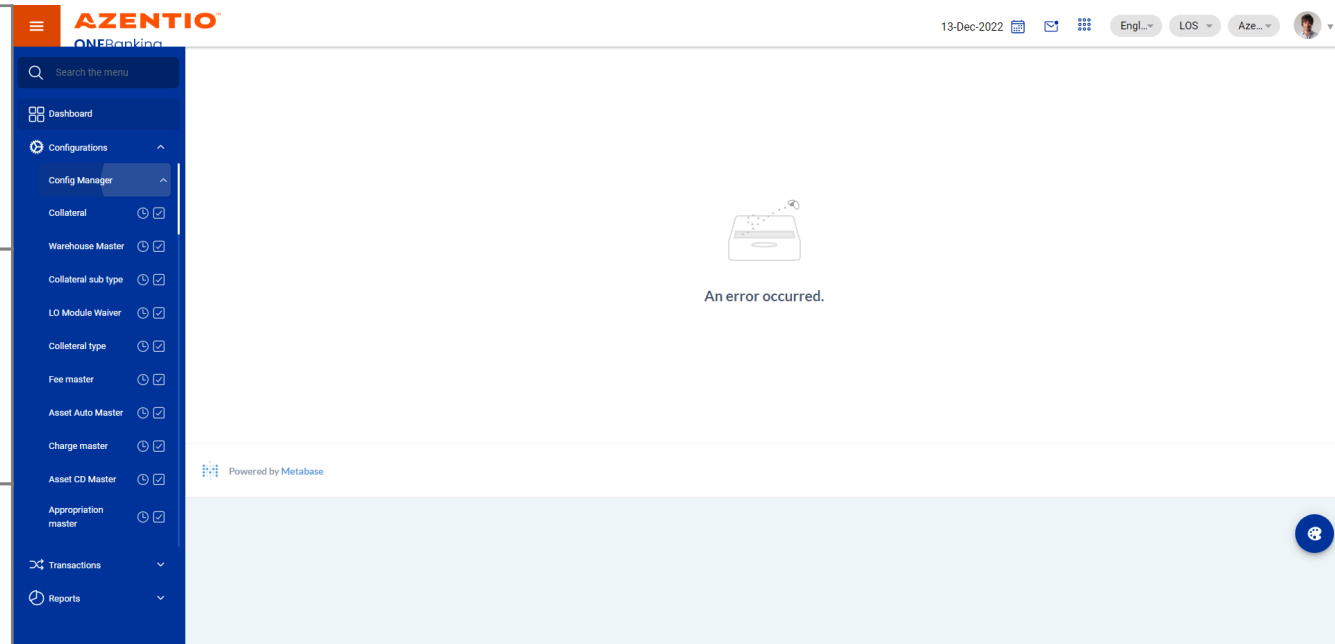 AZENTIO™
ONEBanking
13-Dec-2022
Engl...
LOS
Aze...
Search the menu
Dashboard
Configurations
Config Manager
Collateral
Warehouse Master
Collateral sub type
LO Module Waiver
Colleteral type
Fee master
Asset Auto Master
Charge master
Asset CD Master
Appropriation
master
Transactions
Reports
An error occurred.
Powered by Metabase